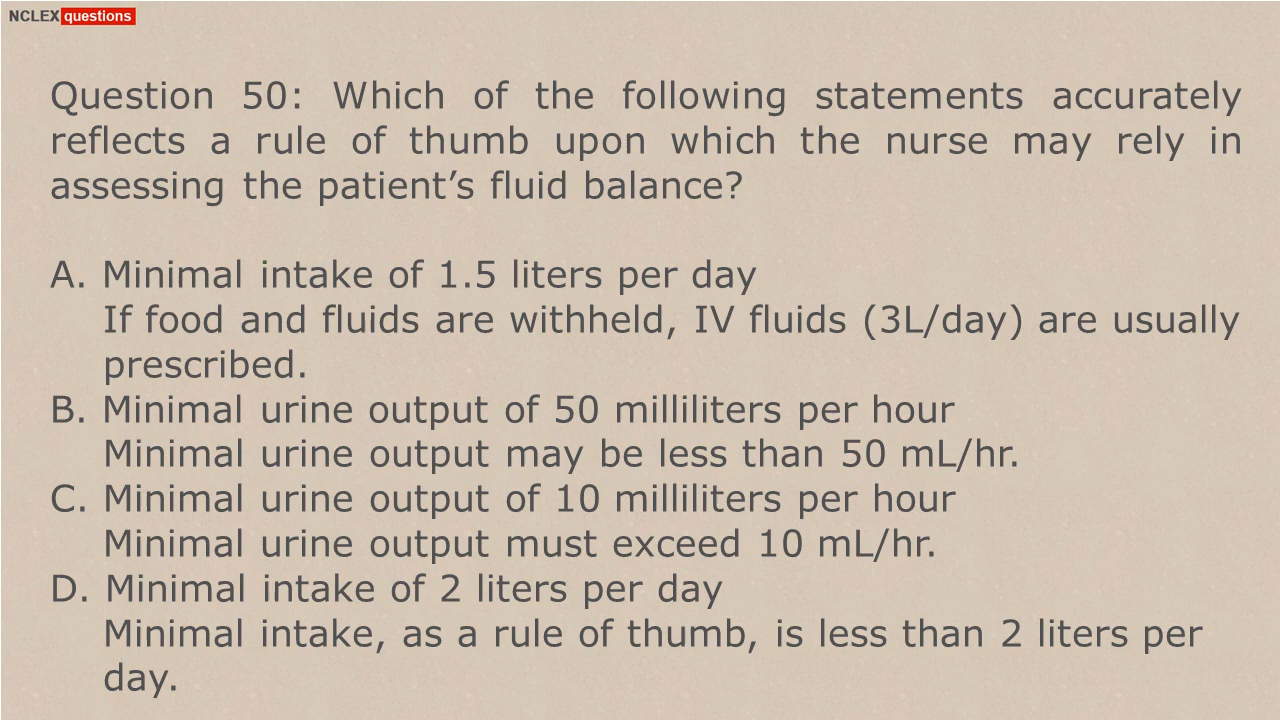 NCLEX questions
Question 50: Which of the following statements accurately
reflects a rule of thumb upon which the nurse may rely in
assessing the patient’s fluid balance?
A. Minimal intake of 1.5 liters per day
If food and fluids are withheld, IV fluids (3L/day) are usually
prescribed.
B. Minimal urine output of 50 milliliters per hour
Minimal urine output may be less than 50 mL/hr.
C. Minimal urine output of 10 milliliters per hour
Minimal urine output must exceed 10 mL/hr.
D. Minimal intake of 2 liters per day
Minimal intake, as a rule of thumb, is less than 2 liters per
day.